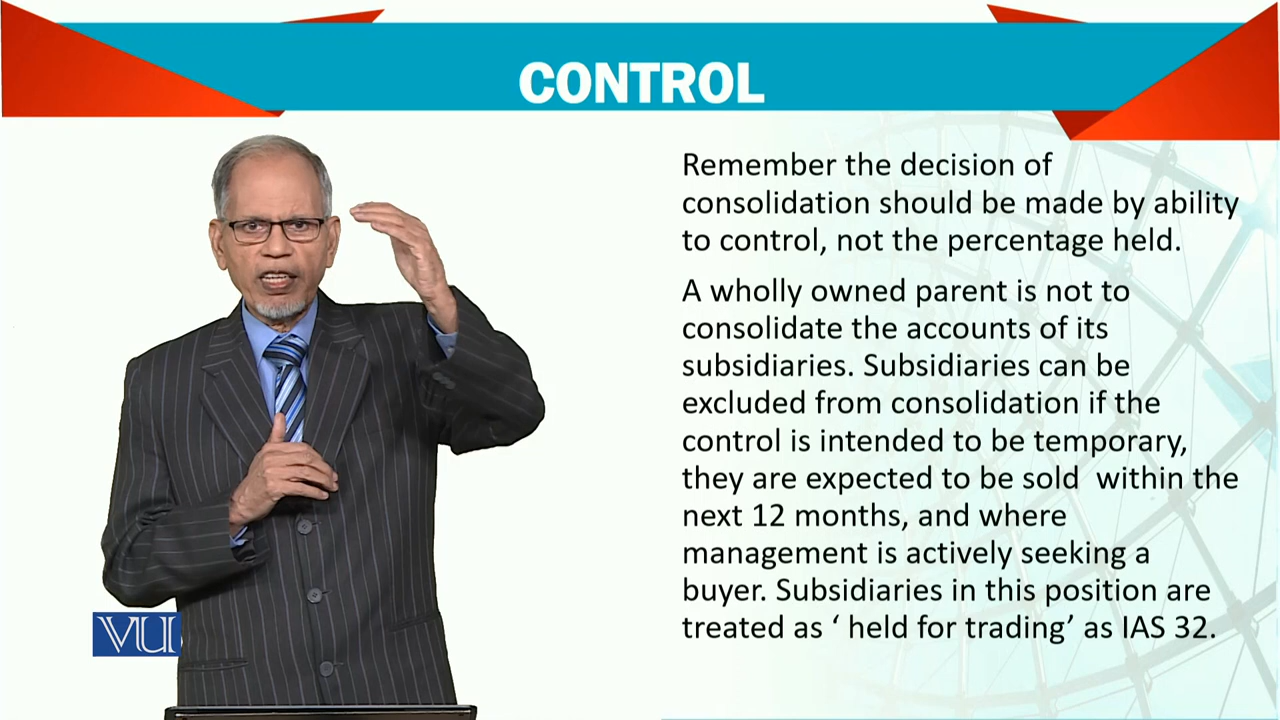 CONTROL
Remember the decision of
consolidation should be made by ability
to control, not the percentage held.
A wholly owned parent is not to
consolidate the accounts of its
subsidiaries. Subsidiaries can be
excluded from consolidation if the
control is intended to be temporary,
they are expected to be sold  within the
next 12 months, and where
management is actively seeking a
buyer. Subsidiaries in this position are
treated as ‘ held for trading’ as IAS 32.
VU